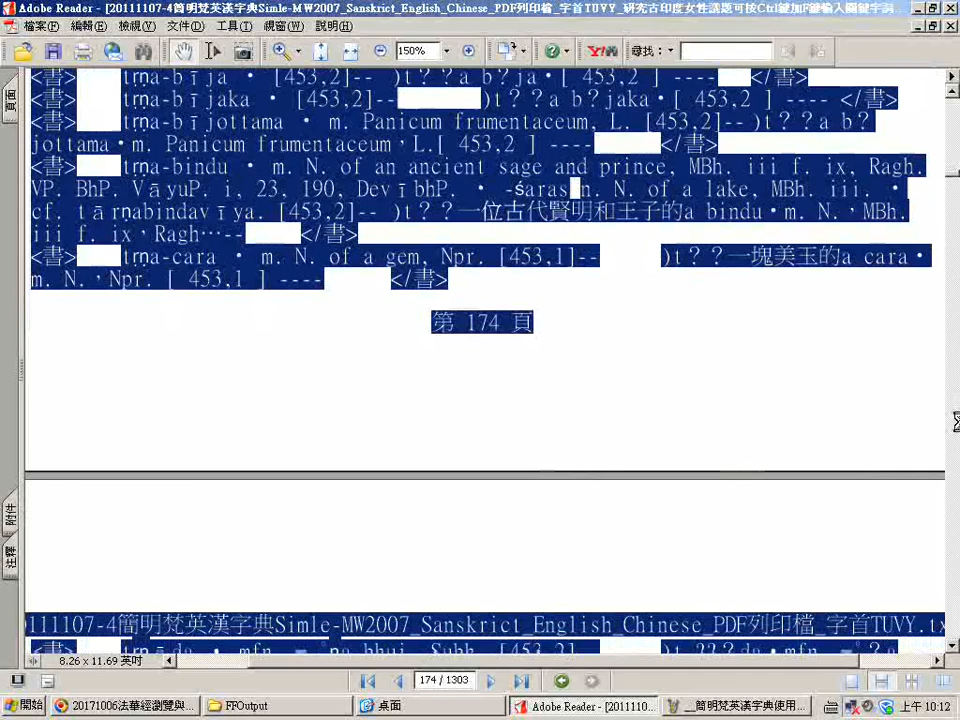 Adobe Reader - [20111107-4簡明梵英漢字典Simle-MW2007_Sanskrict_English_Chinese_PDF列印檔_字首TUVY_研究古印度女性議題可按Ctrl鍵加F鍵輸入關鍵字詞...
檔案(F) 編輯(E) 檢視(V) 文件(D) 工具(T) 視窗(W) 說明(H)
150% Y! 尋找：
頁面
<書> tṛṇa-bīja · [453,2]-- )t？？a b?ja·[ 453,2 ] ---- </書>
<書> tṛṇa-bījaka · [453,2]-- )t？？a b?jaka·[ 453,2 ] ---- </書>
<書> tṛṇa-bījottama · m. Panicum frumentaceum, L. [453,2]-- )t？？a b?
jottama·m. Panicum frumentaceum，L.[ 453,2 ] ---- </書>
<書> tṛṇa-bindu · m. N. of an ancient sage and prince, MBh. iii f. ix, Ragh.
VP. BhP. VāyuP. i, 23, 190, DevībhP. · -śaras n. N. of a lake, MBh. iii. ·
cf. tārṇabindavīya. [453,2]-- )t？？一位古代賢明和王子的a bindu·m. N.，MBh.
iii f. ix，Ragh…-- </書>
<書> tṛṇa-cara · m. N. of a gem, Npr. [453,1]-- )t？？一塊美玉的a cara·
m. N.，Npr. [ 453,1 ] ---- </書>
第 174 頁
附件
注釋
111107-4簡明梵英漢字典Simle-MW2007_Sanskrict_English_Chinese_PDF列印檔_字首TUVY.tx
8.26 x 11.69 英吋
174 / 1303
開始 20171006法華經瀏覽與... FFOutput 桌面 Adobe Reader - [2011110... __簡明梵英字典使用... 上午 10:12